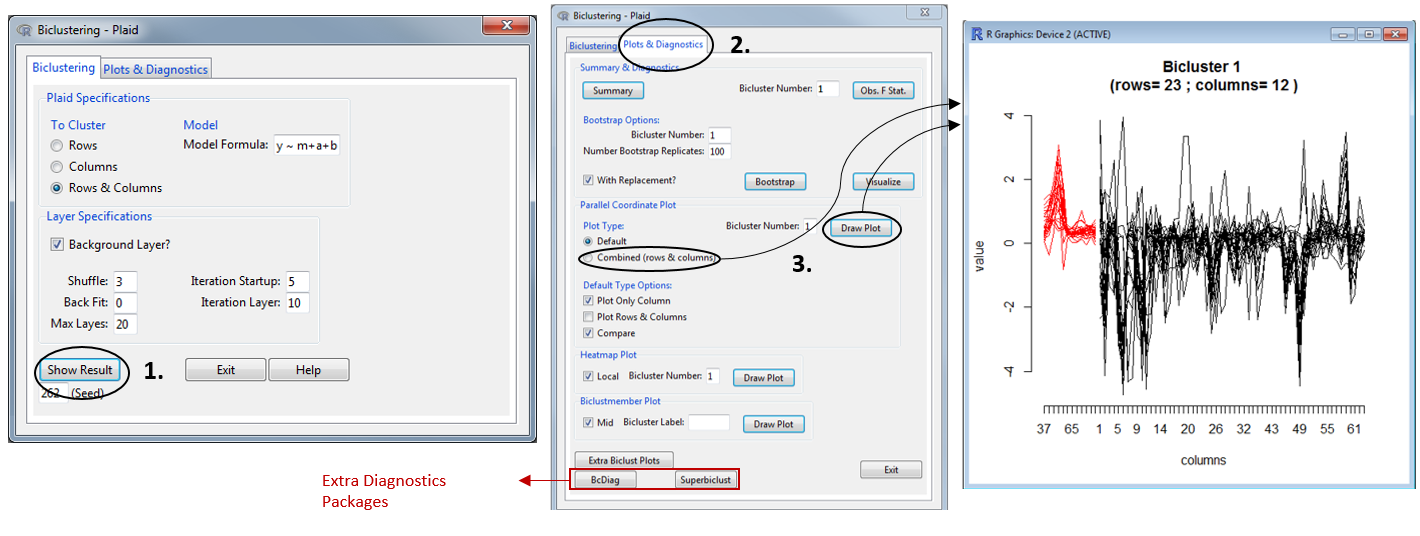 Biclustering - Plaid
Biclustering Plots & Diagnostics
Plaid Specifications
To Cluster
Rows
Columns
Rows & Columns
Model
Model Formula: y ~ m+a+b
Layer Specifications
Background Layer?
Shuffle: 3
Iteration Startup: 5
Back Fit: 0
Iteration Layer: 10
Max Layes: 20
Show Result
1.
Exit
Help
262 (Seed)
Extra Diagnostics
Packages
Biclustering - Plaid
Biclustering Plots & Diagnostics
2.
Summary & Diagnostics
Summary
Bicluster Number: 1
Obs. F Stat.
Bootstrap Options:
Bicluster Number: 1
Number Bootstrap Replicates: 100
With Replacement?
Bootstrap
Visualize
Parallel Coordinate Plot
Plot Type:
Bicluster Number: 1
Draw Plot
Default
Combined (rows & columns)
3.
Default Type Options:
Plot Only Column
Plot Rows & Columns
Compare
Heatmap Plot
Local Bicluster Number: 1
Draw Plot
Biclustmember Plot
Mid Bicluster Label:
Draw Plot
Extra Biclust Plots
BcDiag
Superbiclust
Exit
R Graphics: Device 2 (ACTIVE)
Bicluster 1
(rows= 23 ; columns= 12 )
value
4
2
0
-2
-4
37 65 1 5 9 14 20 26 32 43 49 55 61
columns